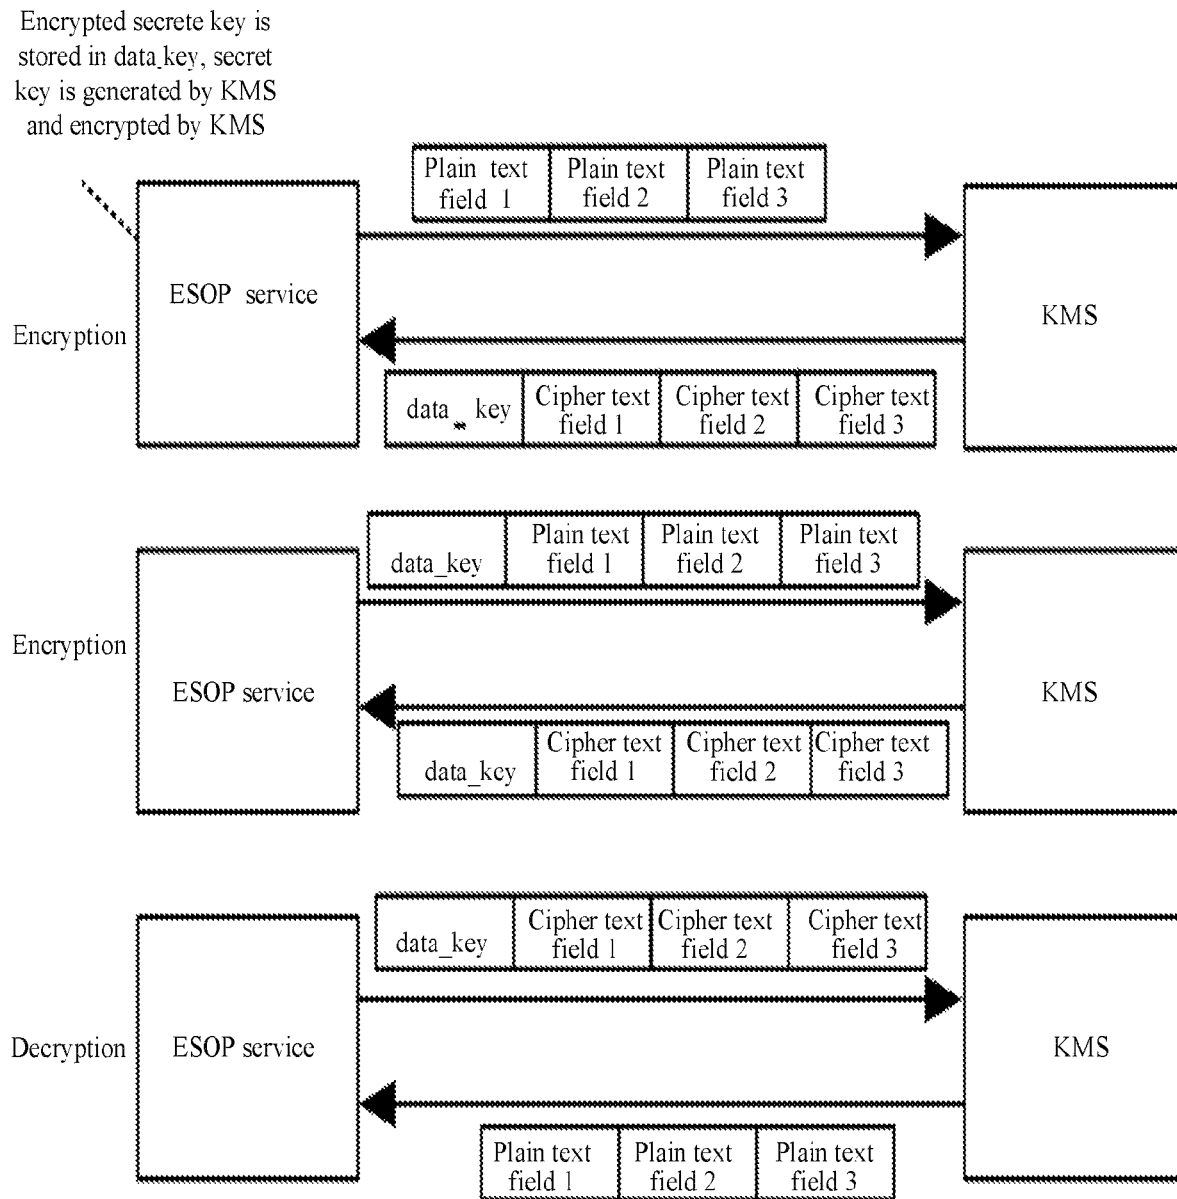 Encrypted secrete key is
stored in data_key, secret
key is generated by KMS
and encrypted by KMS
Plain text
field 1
Plain text
field 2
Plain text
field 3
ESOP service
KMS
Encryption
data_key
Cipher text
field 1
Cipher text
field 2
Cipher text
field 3
data_key
Plain text
field 1
Plain text
field 2
Plain text
field 3
Encryption
ESOP service
KMS
data_key
Cipher text
field 1
Cipher text
field 2
Cipher text
field 3
data_key
Cipher text
field 1
Cipher text
field 2
Cipher text
field 3
Decryption
ESOP service
KMS
Plain text
field 1
Plain text
field 2
Plain text
field 3